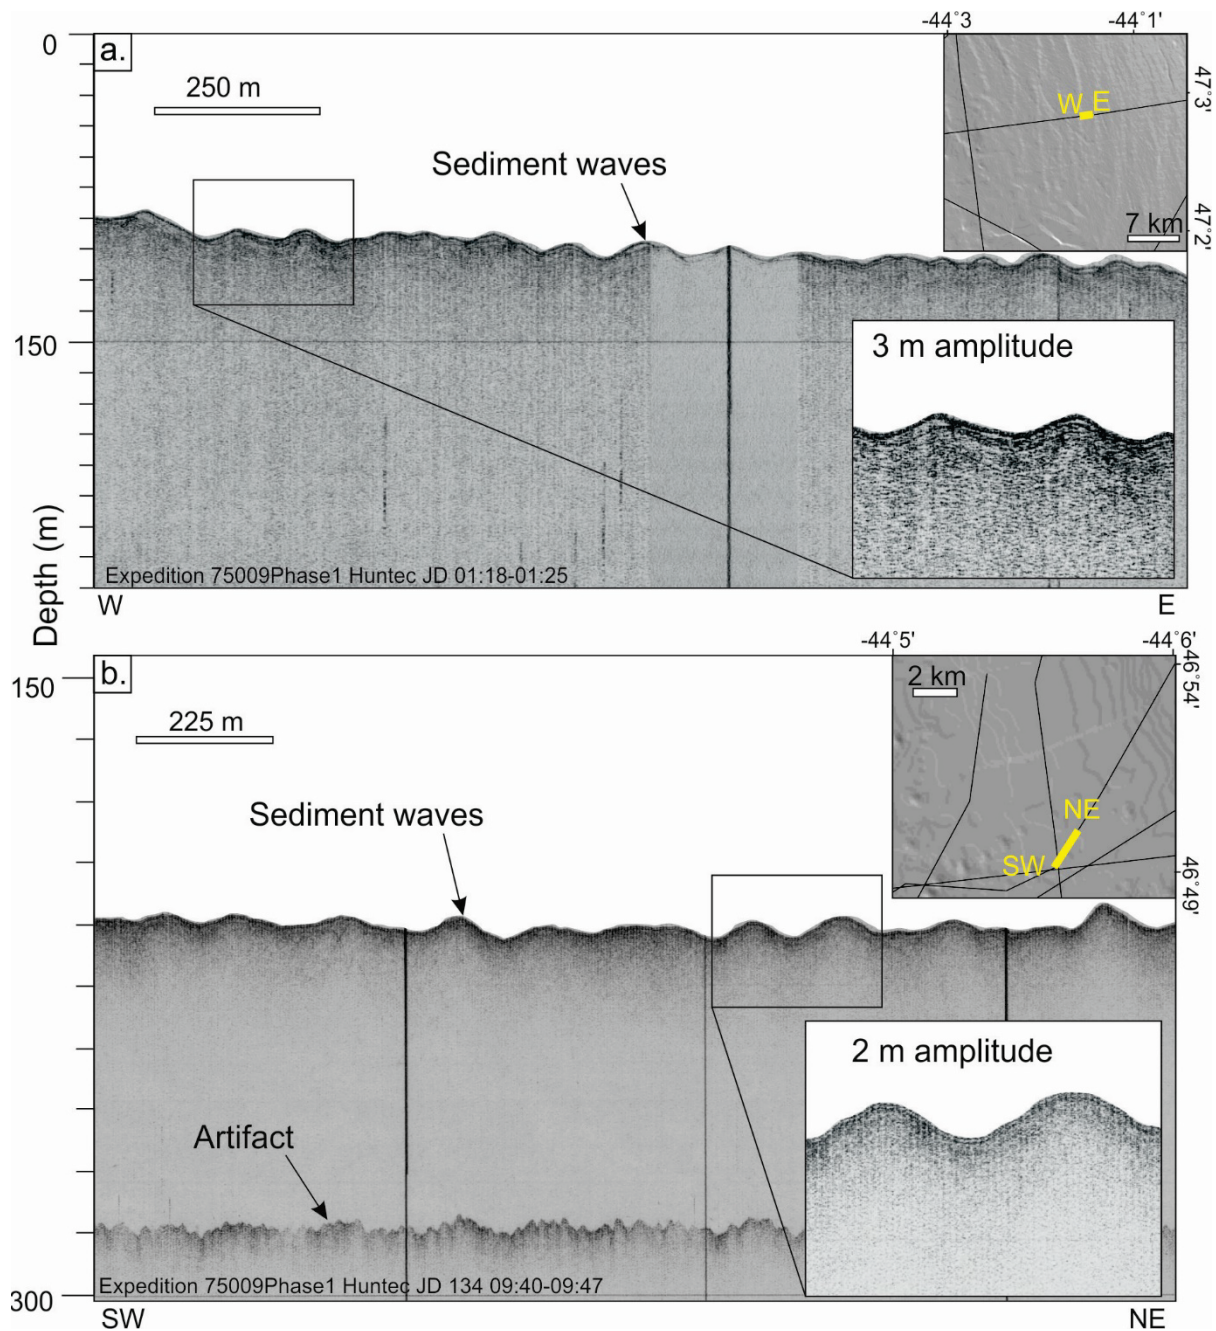 -44°3 -44°1'
0
a.
250 m
W E
47°3'
Sediment waves
7 km
47°2'
150
3 m amplitude
Depth (m)
Expedition 75009Phase1 Huntec JD 01:18-01:25
W E
-44°5' -44°6'
150
b.
2 km
46°54'
225 m
Sediment waves
NE
SW
46°49'
2 m amplitude
Artifact
Expedition 75009Phase1 Huntec JD 134 09:40-09:47
300
SW NE